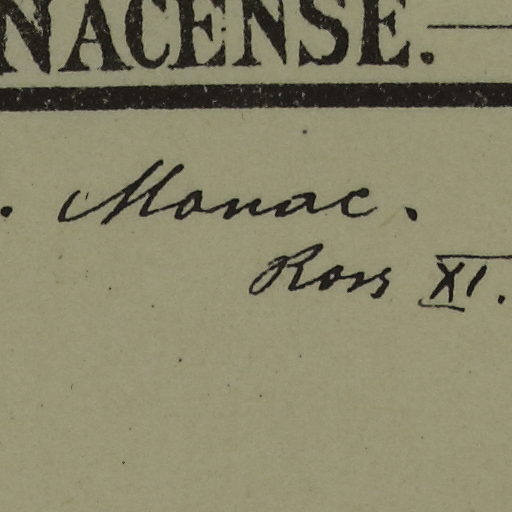 NACENSE.
. Monac.
Ross XI.